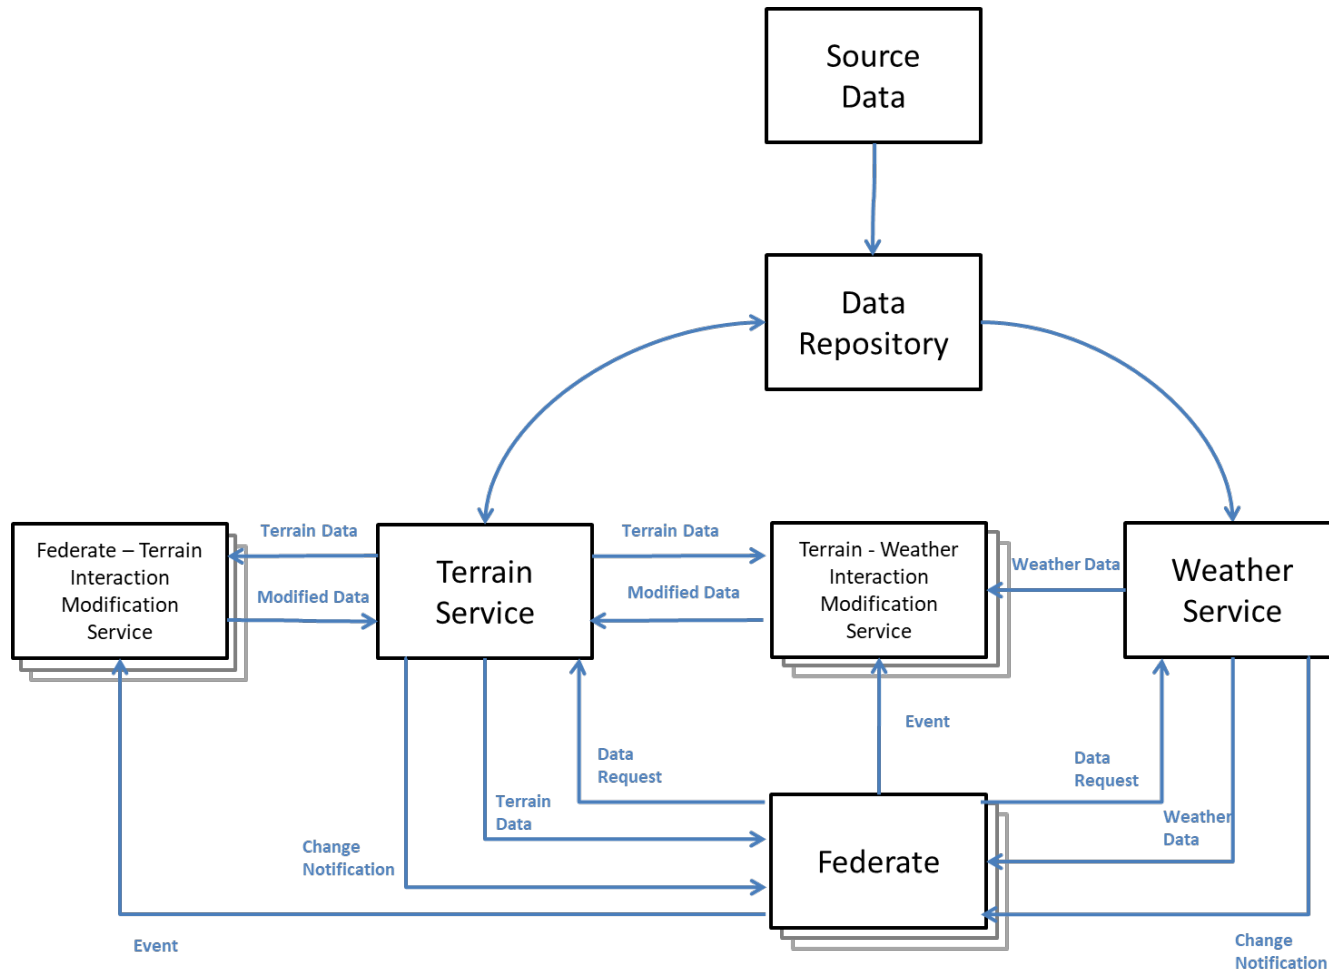 Source
Data
Data
Repository
Federate – Terrain
Interaction
Modification
Service
Terrain Data
Modified Data
Terrain
Service
Terrain Data
Modified Data
Terrain - Weather
Interaction
Modification
Service
Weather Data
Weather
Service
Event
Data
Request
Data
Request
Terrain
Data
Weather
Data
Change
Notification
Federate
Event
Change
Notification